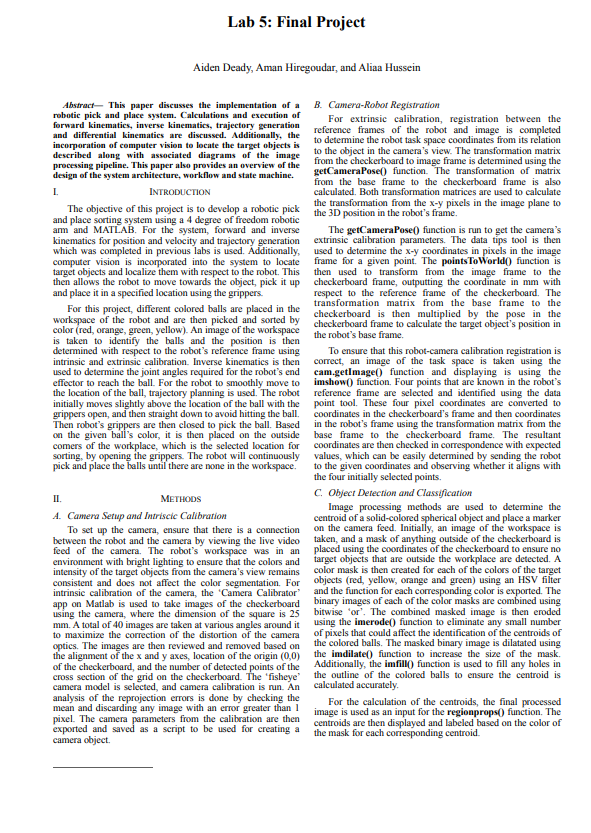 Lab 5: Final Project
Aiden Deady, Aman Hiregoudar, and Aliaa Hussein
Abstract— This paper discusses the implementation of a
robotic pick and place system. Calculations and execution of
forward kinematics, inverse kinematics, trajectory generation
and differential kinematics are discussed. Additionally, the
incorporation of computer vision to locate the target objects is
described along with associated diagrams of the image
processing pipeline. This paper also provides an overview of the
design of the system architecture, workflow and state machine.
I. INTRODUCTION
The objective of this project is to develop a robotic pick
and place sorting system using a 4 degree of freedom robotic
arm and MATLAB. For the system, forward and inverse
kinematics for position and velocity and trajectory generation
which was completed in previous labs is used. Additionally,
computer vision is incorporated into the system to locate
target objects and localize them with respect to the robot. This
then allows the robot to move towards the object, pick it up
and place it in a specified location using the grippers.
For this project, different colored balls are placed in the
workspace of the robot and are then picked and sorted by
color (red, orange, green, yellow). An image of the workspace
is taken to identify the balls and the position is then
determined with respect to the robot's reference frame using
intrinsic and extrinsic calibration. Inverse kinematics is then
used to determine the joint angles required for the robot's end
effector to reach the ball. For the robot to smoothly move to
the location of the ball, trajectory planning is used. The robot
initially moves slightly above the location of the ball with the
grippers open, and then straight down to avoid hitting the ball.
Then robot's grippers are then closed to pick the ball. Based
on the given ball's color, it is then placed on the outside
corners of the workplace, which is the selected location for
sorting, by opening the grippers. The robot will continuously
pick and place the balls until there are none in the workspace.
II. METHODS
A. Camera Setup and Intriscic Calibration
To set up the camera, ensure that there is a connection
between the robot and the camera by viewing the live video
feed of the camera. The robot's workspace was in an
environment with bright lighting to ensure that the colors and
intensity of the target objects from the camera's view remains
consistent and does not affect the color segmentation. For
intrinsic calibration of the camera, the 'Camera Calibrator'
app on Matlab is used to take images of the checkerboard
using the camera, where the dimension of the square is 25
mm. A total of 40 images are taken at various angles around it
to maximize the correction of the distortion of the camera
optics. The images are then reviewed and removed based on
the alignment of the x and y axes, location of the origin (0,0)
of the checkerboard, and the number of detected points of the
cross section of the grid on the checkerboard. The 'fisheye'
camera model is selected, and camera calibration is run. An
analysis of the reprojection errors is done by checking the
mean and discarding any image with an error greater than 1
pixel. The camera parameters from the calibration are then
exported and saved as a script to be used for creating a
camera object.
B. Camera-Robot Registration
For extrinsic calibration, registration between the
reference frames of the robot and image is completed
to determine the robot task space coordinates from its relation
to the object in the camera's view. The transformation matrix
from the checkerboard to image frame is determined using the
getCameraPose() function. The transformation of matrix
from the base frame to the checkerboard frame is also
calculated. Both transformation matrices are used to calculate
the transformation from the x-y pixels in the image plane to
the 3D position in the robot's frame.
The getCameraPose() function is run to get the camera's
extrinsic calibration parameters. The data tips tool is then
used to determine the x-y coordinates in pixels in the image
frame for a given point. The pointsToWorld() function is
then used to transform from the image frame to the
checkerboard frame, outputting the coordinate in mm with
respect to the reference frame of the checkerboard. The
transformation matrix from the base frame to the
checkerboard is then multiplied by the pose in the
checkerboard frame to calculate the target object's position in
the robot's base frame.
To ensure that this robot-camera calibration registration is
correct, an image of the task space is taken using the
cam.getImage() function and displaying is using the
imshow() function. Four points that are known in the robot's
reference frame are selected and identified using the data
point tool. These four pixel coordinates are converted to
coordinates in the checkerboard's frame and then coordinates
in the robot's frame using the transformation matrix from the
base frame to the checkerboard frame. The resultant
coordinates are then checked in correspondence with expected
values, which can be easily determined by sending the robot
to the given coordinates and observing whether it aligns with
the four initially selected points.
C. Object Detection and Classification
Image processing methods are used to determine the
centroid of a solid-colored spherical object and place a marker
on the camera feed. Initially, an image of the workspace is
taken, and a mask of anything outside of the checkerboard is
placed using the coordinates of the checkerboard to ensure no
target objects that are outside the workplace are detected. A
color mask is then created for each of the colors of the target
objects (red, yellow, orange and green) using an HSV filter
and the function for each corresponding color is exported. The
binary images of each of the color masks are combined using
bitwise 'or'. The combined masked image is then eroded
using the imerode() function to eliminate any small number
of pixels that could affect the identification of the centroids of
the colored balls. The masked binary image is dilatated using
the imdilate() function to increase the size of the mask.
Additionally, the imfill() function is used to fill any holes in
the outline of the colored balls to ensure the centroid is
calculated accurately.
For the calculation of the centroids, the final processed
image is used as an input for the regionprops() function. The
centroids are then displayed and labeled based on the color of
the mask for each corresponding centroid.